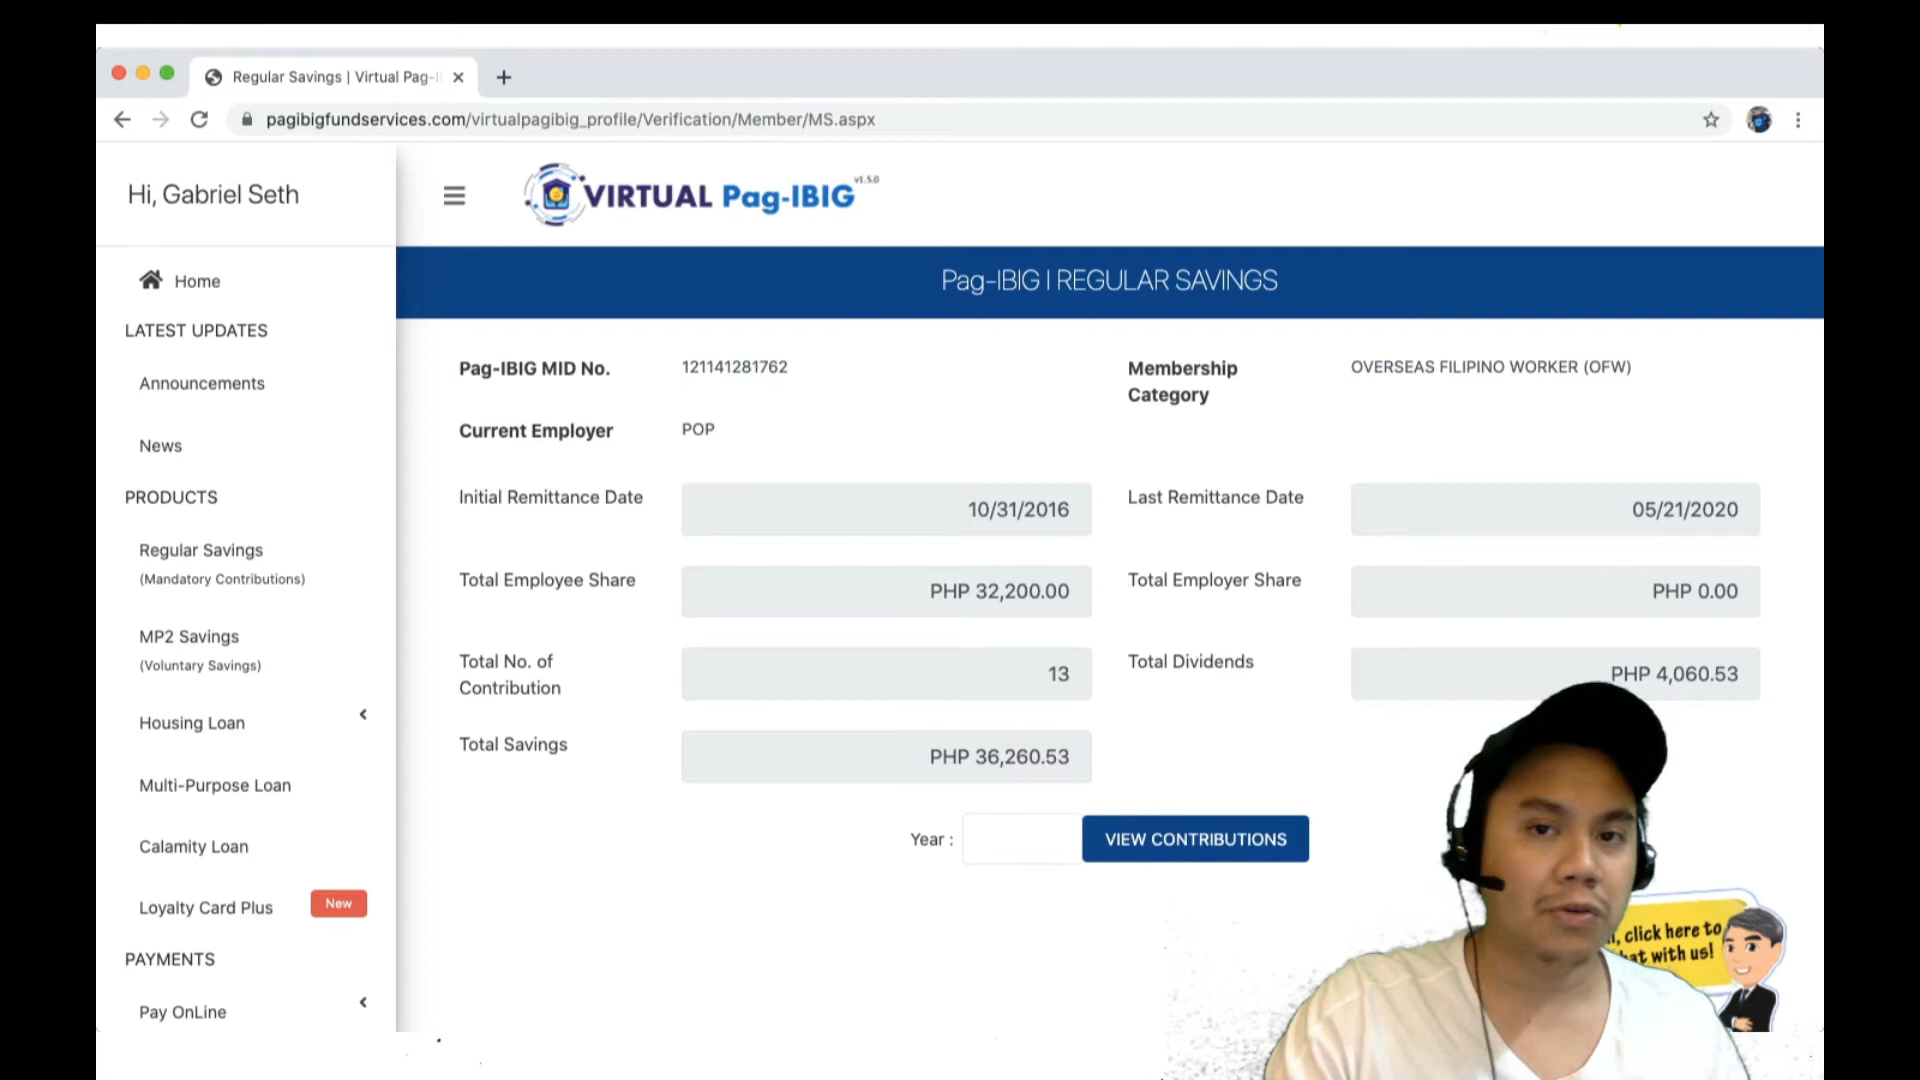 Regular Savings | Virtual Pag-I
pagibigfundservices.com/virtualpagibig_profile/Verification/Member/MS.aspx
Hi, Gabriel Seth
VIRTUAL Pag-IBIG v1.5.0
Home
LATEST UPDATES
Announcements
News
PRODUCTS
Regular Savings
(Mandatory Contributions)
MP2 Savings
(Voluntary Savings)
Housing Loan
Multi-Purpose Loan
Calamity Loan
Loyalty Card Plus New
PAYMENTS
Pay OnLine
Pag-IBIG | REGULAR SAVINGS
Pag-IBIG MID No. 121141281762
Membership Category OVERSEAS FILIPINO WORKER (OFW)
Current Employer POP
Initial Remittance Date 10/31/2016
Last Remittance Date 05/21/2020
Total Employee Share PHP 32,200.00
Total Employer Share PHP 0.00
Total No. of Contribution 13
Total Dividends PHP 4,060.53
Total Savings PHP 36,260.53
Year : VIEW CONTRIBUTIONS
, click here to
with us!